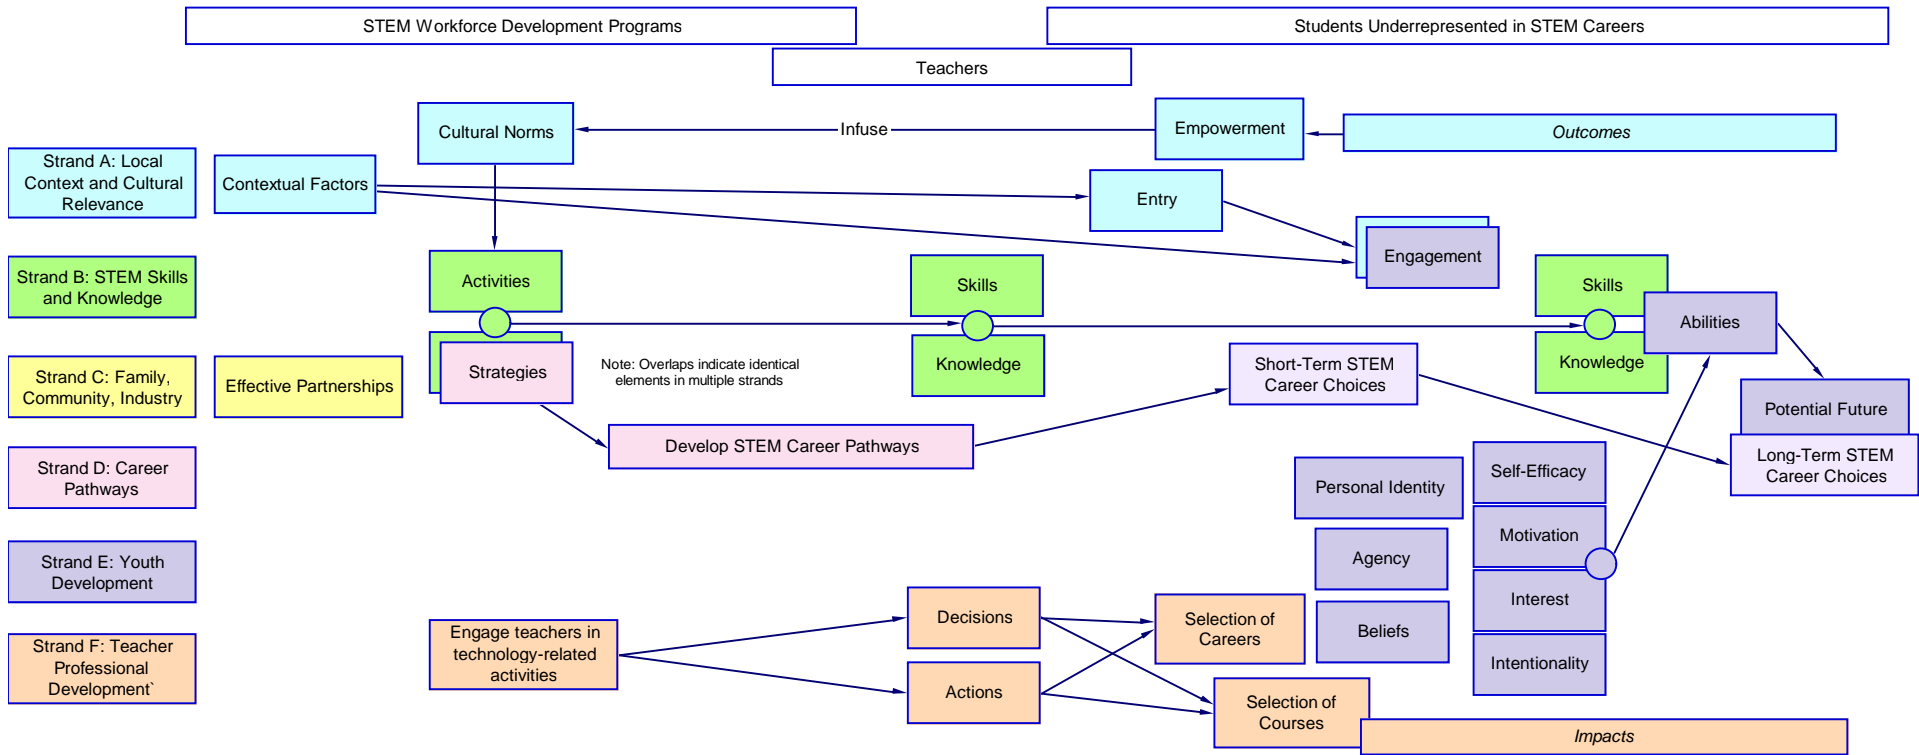 STEM Workforce Development Programs
Students Underrepresented in STEM Careers
Teachers
Cultural Norms
Infuse
Empowerment
Outcomes
Strand A: Local
Context and Cultural
Relevance
Contextual Factors
Entry
Engagement
Strand B: STEM Skills
and Knowledge
Activities
Skills
Skills
Abilities
Strategies
Note: Overlaps indicate identical
elements in multiple strands
Knowledge
Short-Term STEM
Career Choices
Knowledge
Strand C: Family,
Community, Industry
Effective Partnerships
Potential Future
Develop STEM Career Pathways
Long-Term STEM
Career Choices
Strand D: Career
Pathways
Personal Identity
Self-Efficacy
Motivation
Agency
Strand E: Youth
Development
Interest
Beliefs
Intentionality
Strand F: Teacher
Professional
Development`
Engage teachers in
technology-related
activities
Decisions
Actions
Selection of
Careers
Selection of
Courses
Impacts